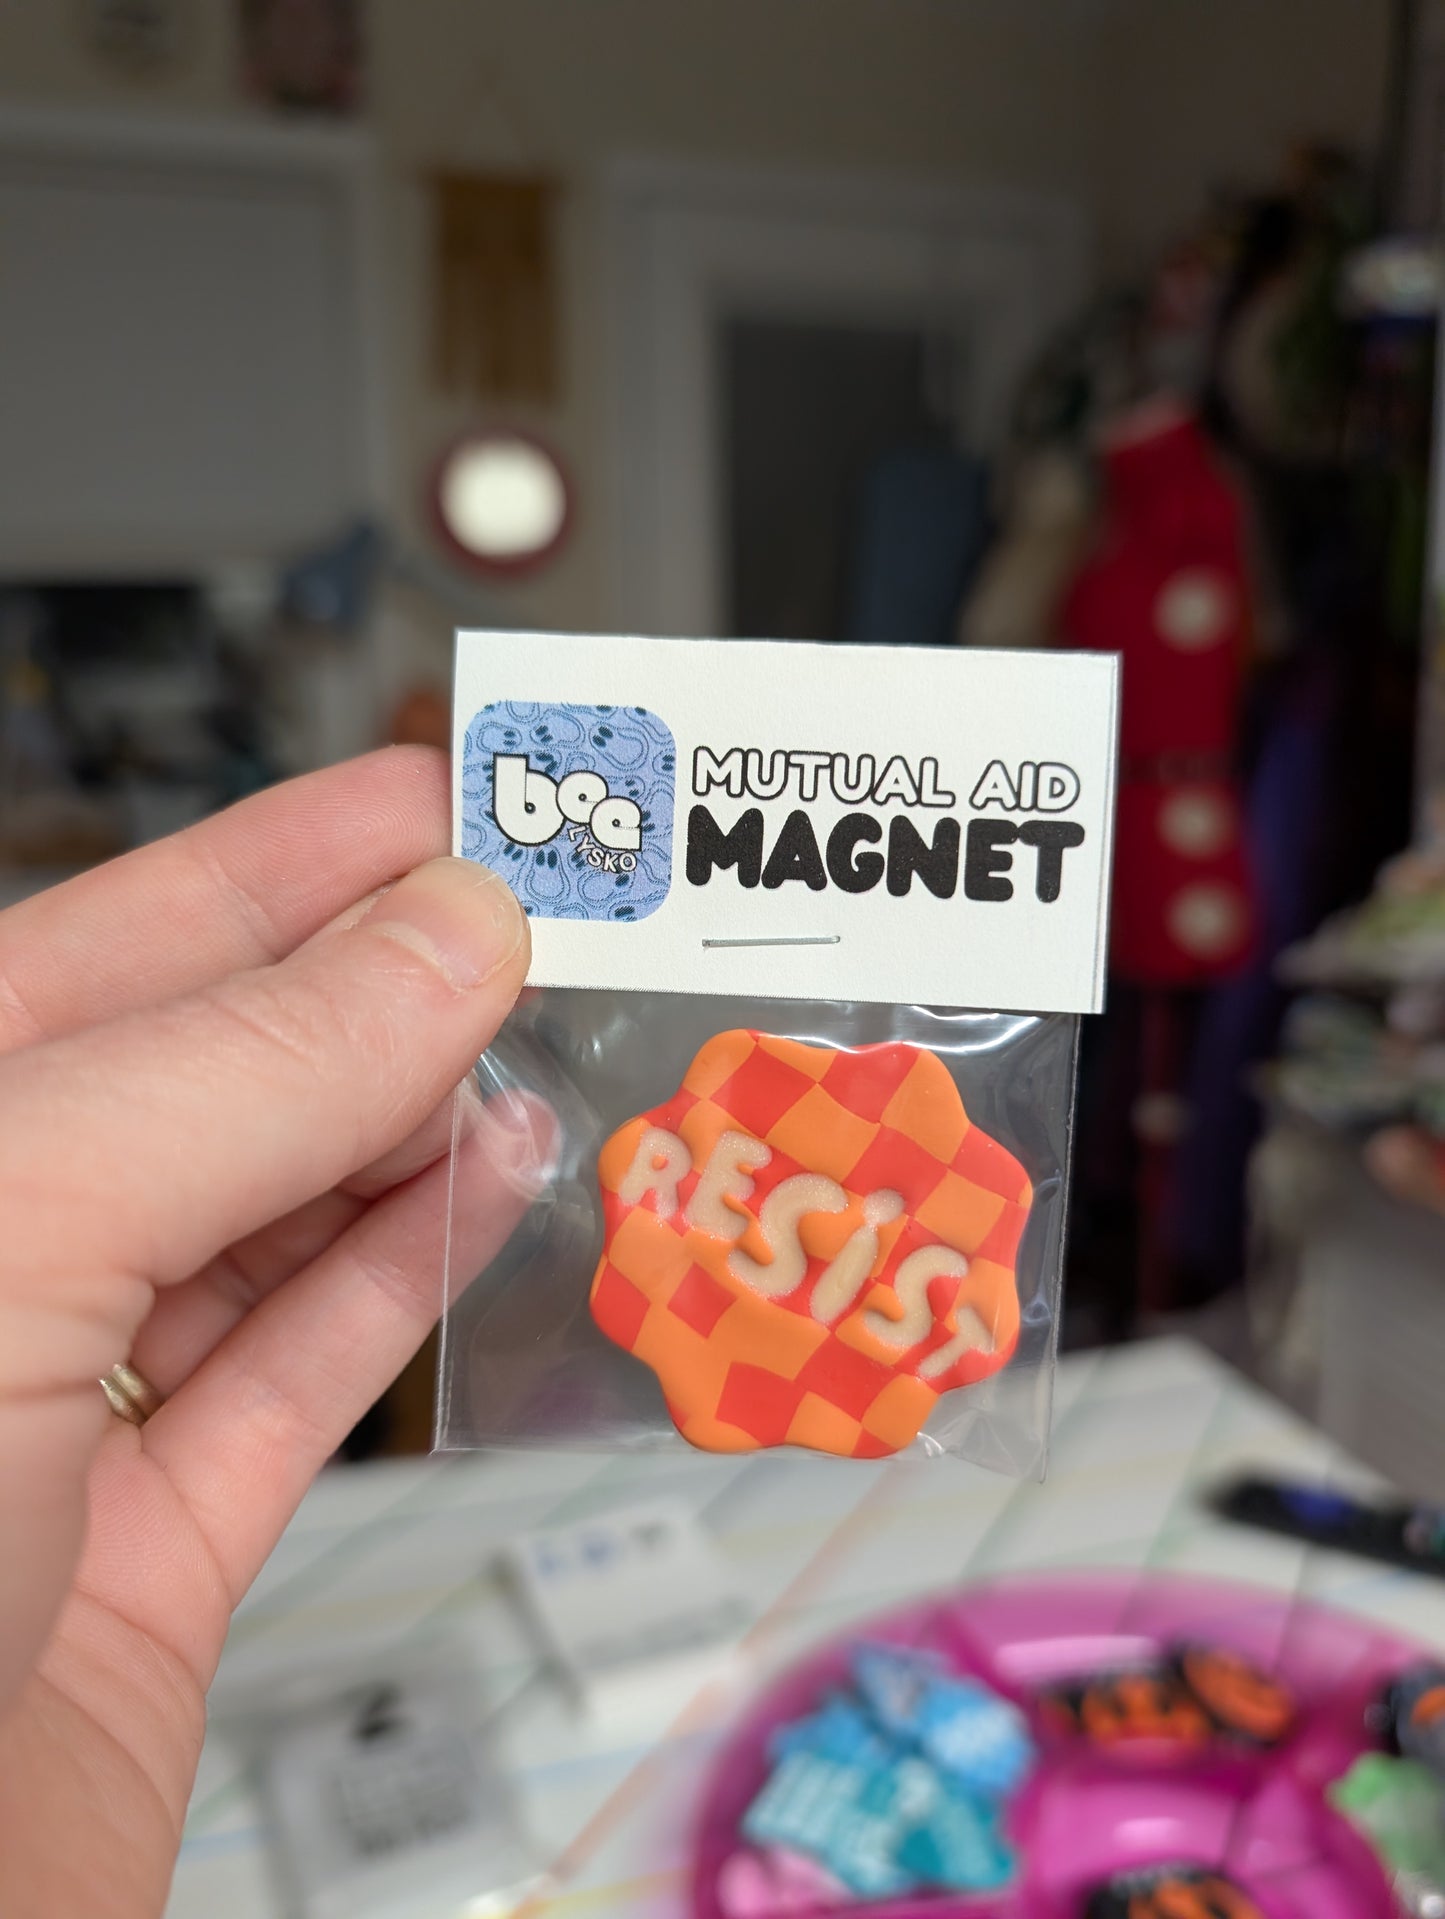 bee
LYSKO
MUTUAL AID
MAGNET
RESiST